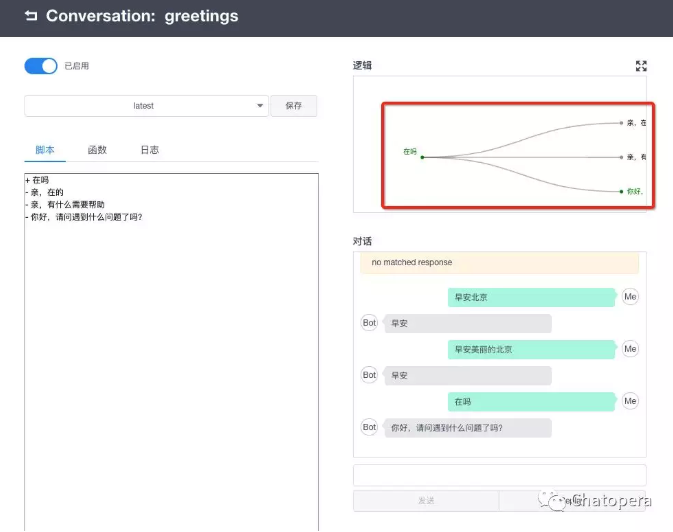 Conversation: greetings
已启用
latest
保存
脚本
函数
日志
+ 在吗
- 亲，在的
- 亲，有什么需要帮助
- 你好，请问遇到什么问题了吗？
逻辑
在吗
亲，在
亲，有
你好，
对话
no matched response
早安北京
Me
Bot
早安
早安美丽的北京
Me
Bot
早安
在吗
Me
Bot
你好，请问遇到什么问题了吗？
发送
Chatopera